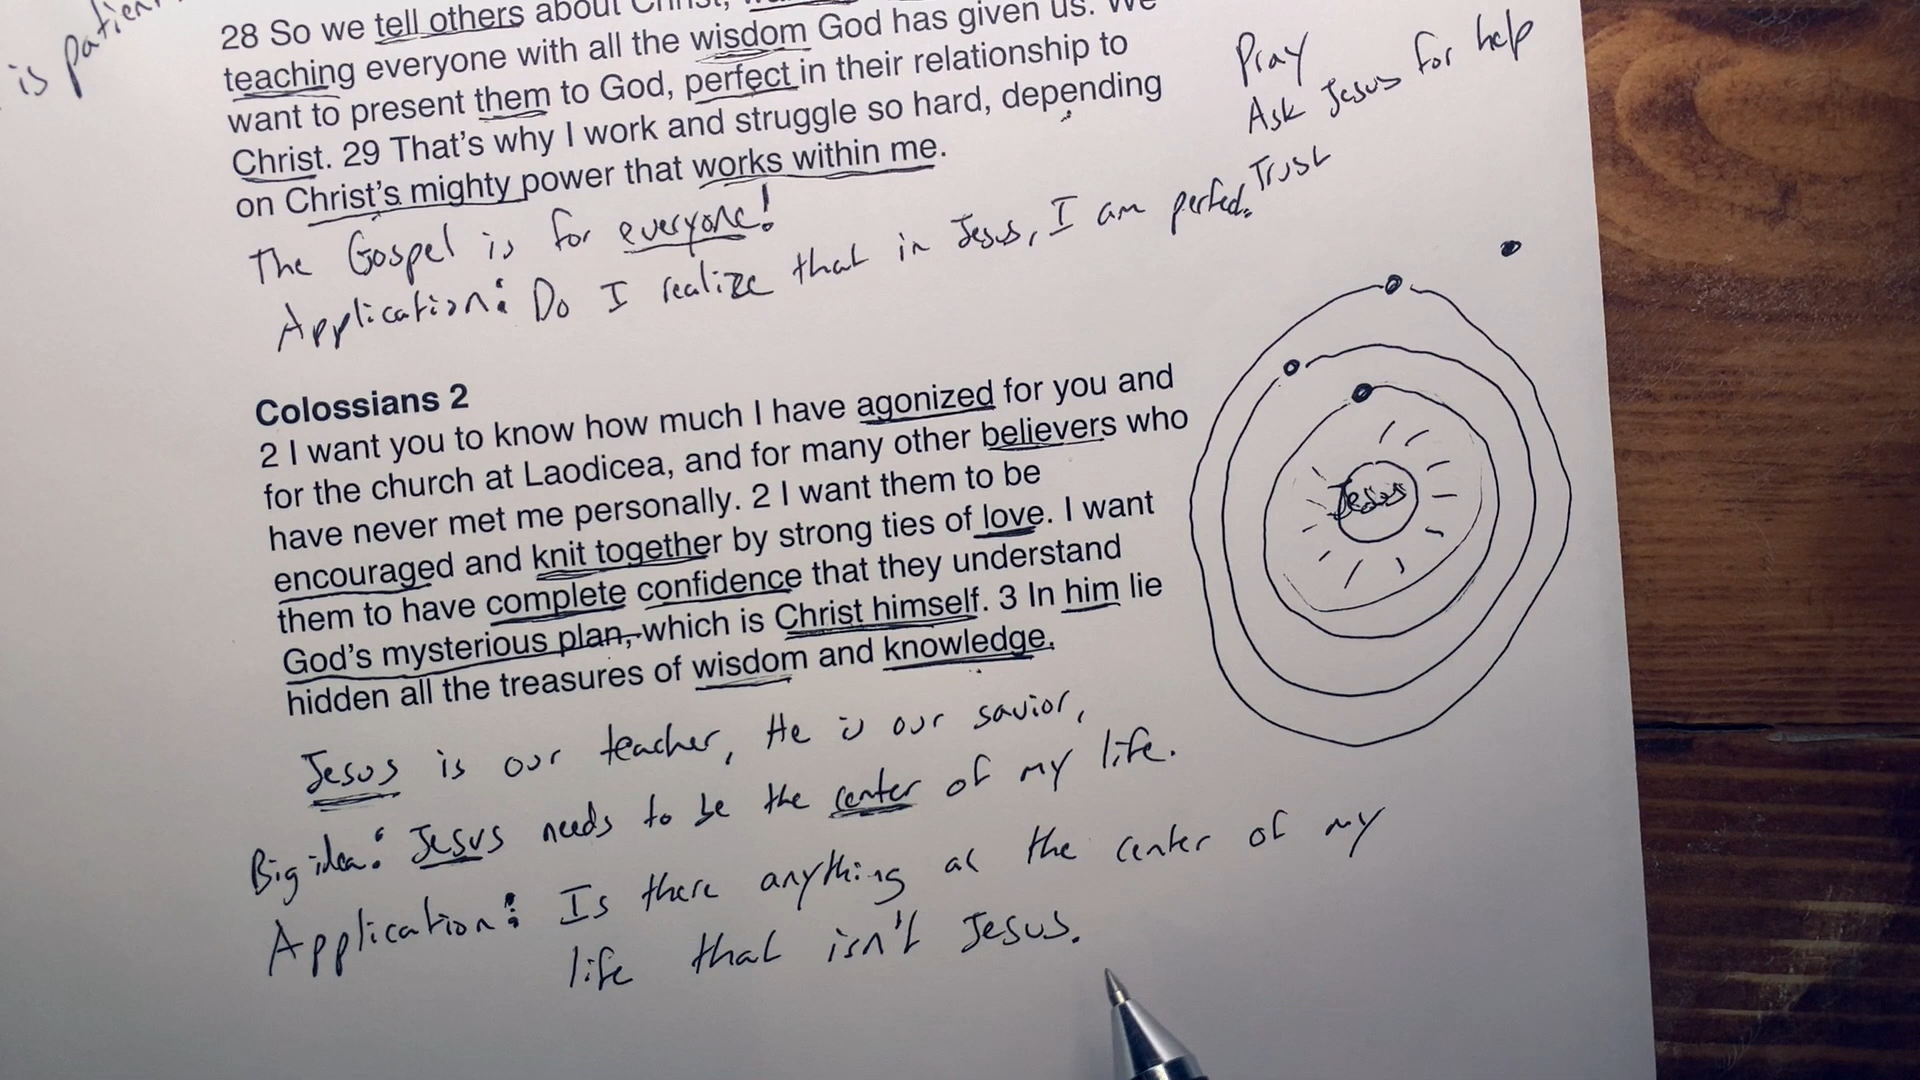 is patient
28 So we tell others about Christ,
teaching everyone with all the wisdom God has given us. We
want to present them to God, perfect in their relationship to
Christ. 29 That's why I work and struggle so hard, depending
on Christ's mighty power that works within me.
Pray
Ask Jesus for help
Trust
The Gospel is for everyone!
Application: Do I realize that in Jesus, I am perfect.
Colossians 2
2 I want you to know how much I have agonized for you and
for the church at Laodicea, and for many other believers who
have never met me personally. 2 I want them to be
encouraged and knit together by strong ties of love. I want
them to have complete confidence that they understand
God's mysterious plan, which is Christ himself. 3 In him lie
hidden all the treasures of wisdom and knowledge.
Jesus
Jesus is our teacher, He is our savior,
Big idea: Jesus needs to be the center of my life.
Application: Is there anything at the center of my
life that isn't Jesus.